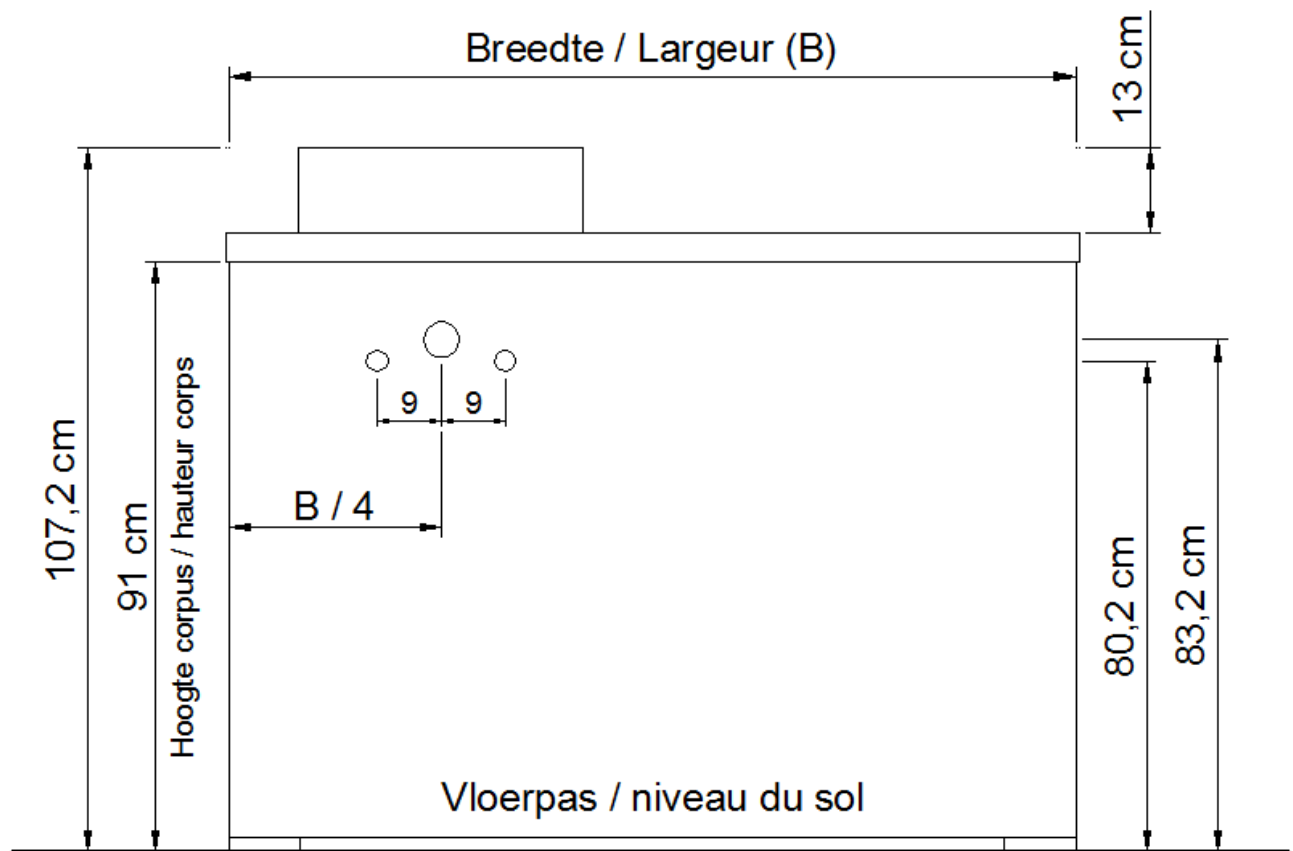 Breedte / Largeur (B)
13 cm
107,2 cm
91 cm
Hoogte corpus / hauteur corps
9
9
B / 4
80,2 cm
83,2 cm
Vloerpas / niveau du sol